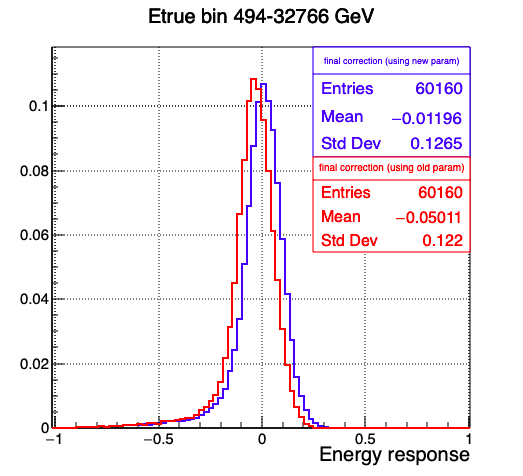 Etrue bin 494-32766 GeV
final correction (using new param)
Entries 60160
Mean −0.01196
Std Dev 0.1265
final correction (using old param)
Entries 60160
Mean −0.05011
Std Dev 0.122
0.1
0.08
0.06
0.04
0.02
0
−1 −0.5 0 0.5 1
Energy response